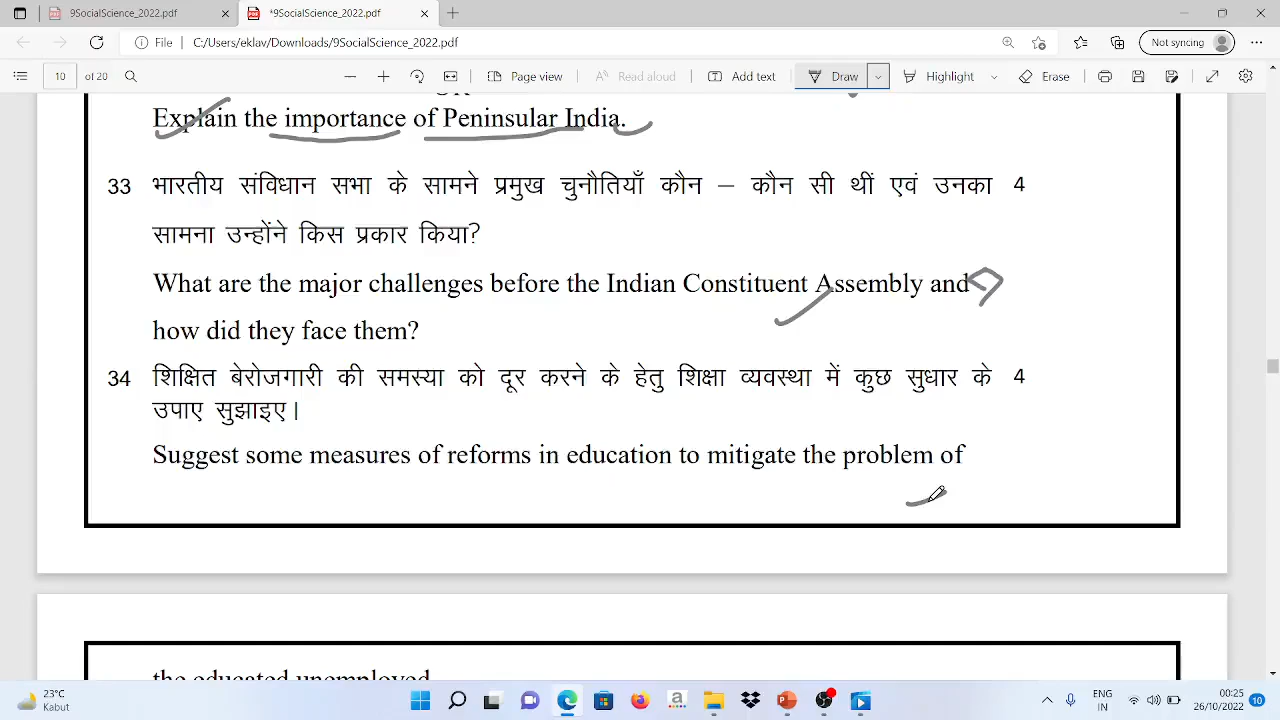 9SocialScience_2022.pdf
*9SocialScience_2022.pdf
File C:/Users/eklav/Downloads/9SocialScience_2022.pdf
Not syncing
10 of 20
Page view
Read aloud
Add text
Draw
Highlight
Erase
Explain the importance of Peninsular India.
33 भारतीय संविधान सभा के सामने प्रमुख चुनौतियाँ कौन – कौन सी थीं एवं उनका 4
सामना उन्होंने किस प्रकार किया?
What are the major challenges before the Indian Constituent Assembly and
how did they face them?
34 शिक्षित बेरोजगारी की समस्या को दूर करने के हेतु शिक्षा व्यवस्था में कुछ सुधार के 4
उपाए सुझाइए।
Suggest some measures of reforms in education to mitigate the problem of
the educated unemployed
23°C
Kabut
ENG
IN
00:25
26/10/2022
10